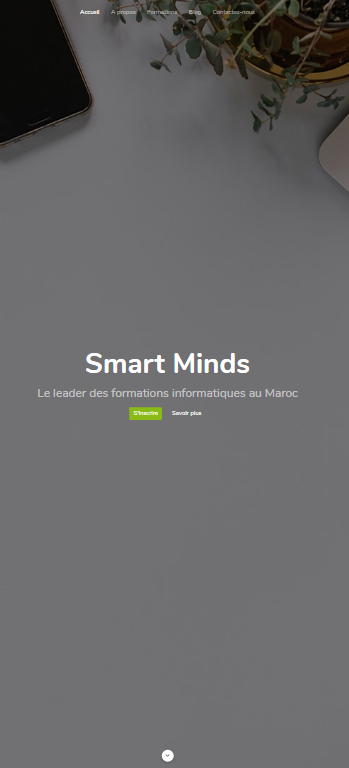 Accueil A propos Formations Blog Contactez-nous
Smart Minds
Le leader des formations informatiques au Maroc
S'inscrire Savoir plus